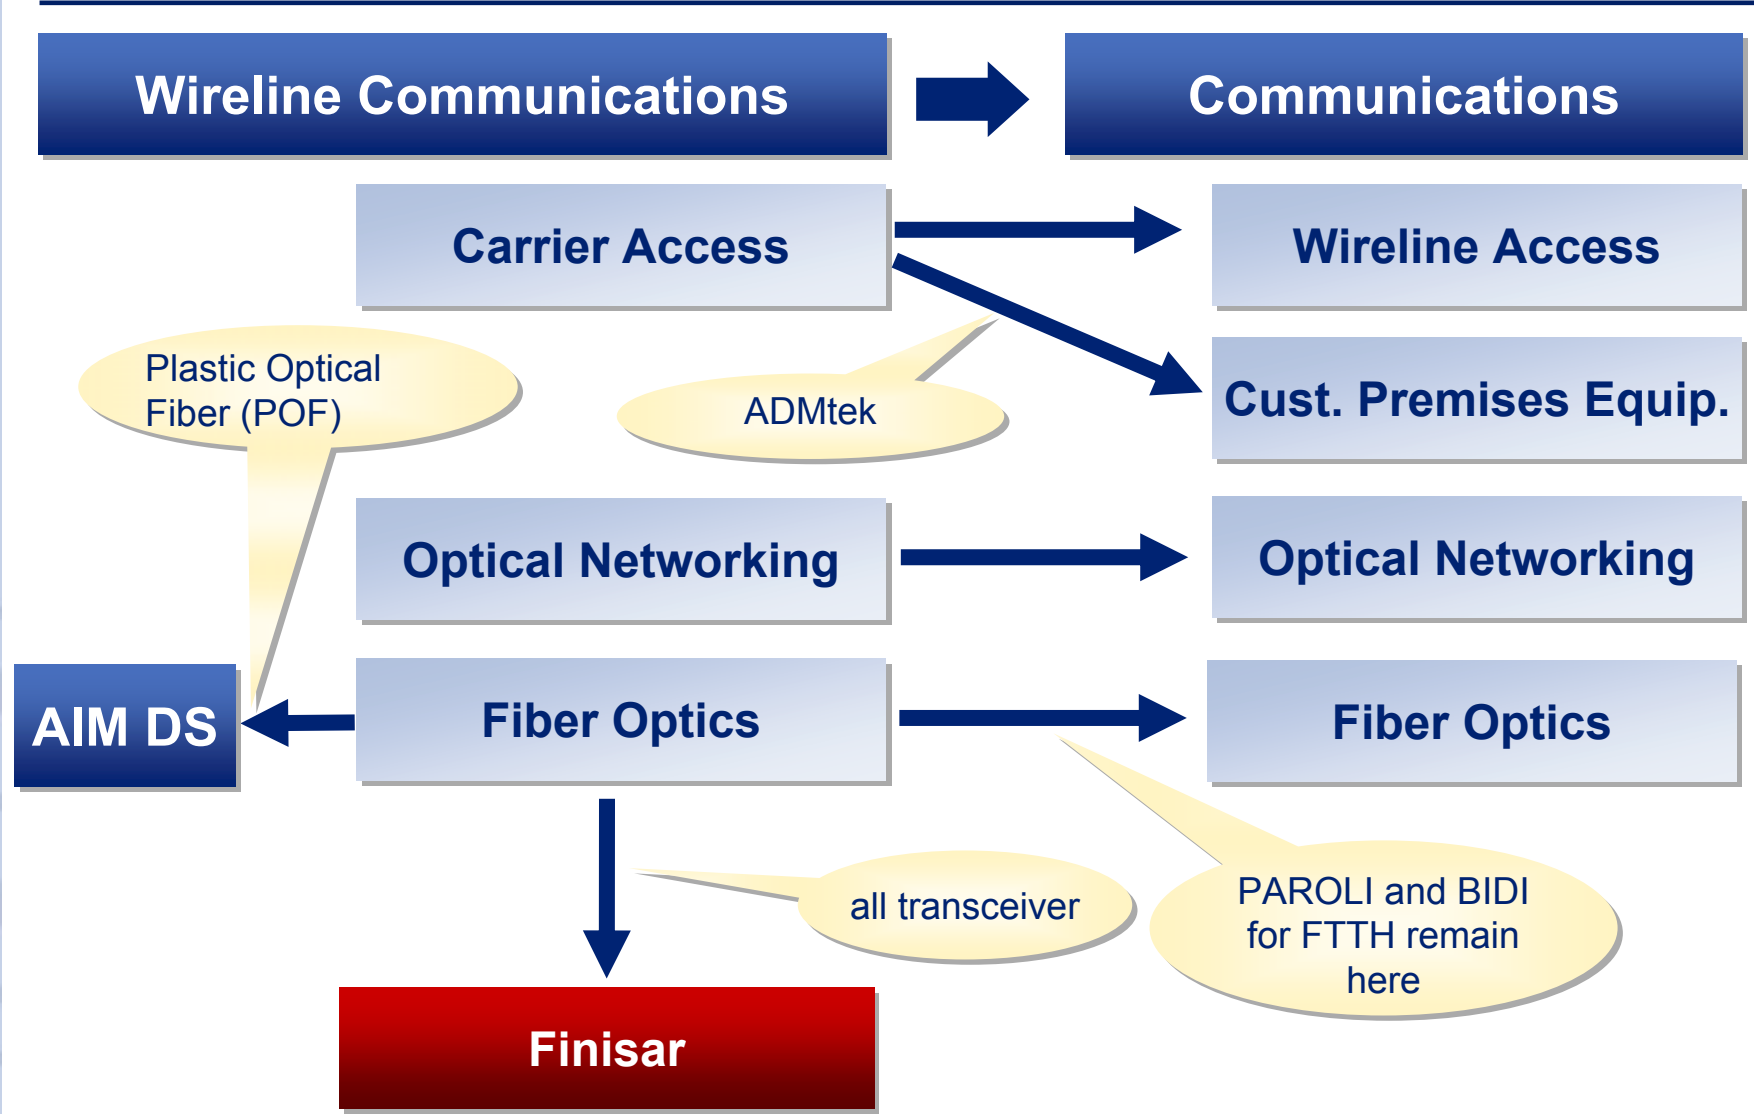 Wireline Communications
Communications
Carrier Access
Wireline Access
Plastic Optical
Fiber (POF)
ADMtek
Cust. Premises Equip.
Optical Networking
Optical Networking
AIM DS
Fiber Optics
Fiber Optics
all transceiver
PAROLI and BIDI
for FTTH remain
here
Finisar